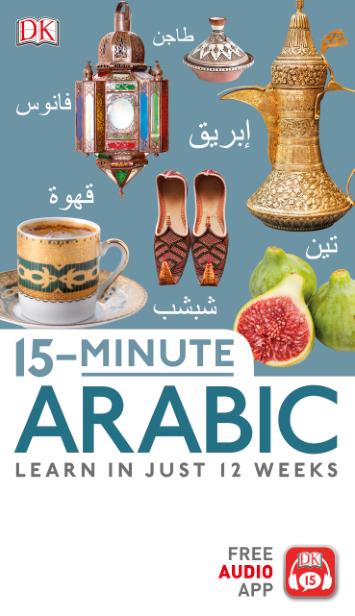 DK
طاجن
فانوس
إبريق
قهوة
تين
شبشب
15-MINUTE
ARABIC
LEARN IN JUST 12 WEEKS
FREE
AUDIO
APP
DK
15